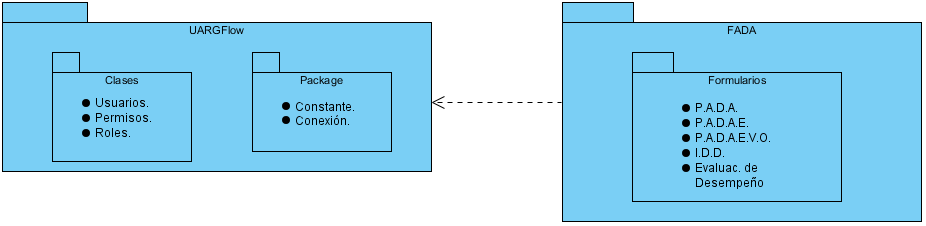 UARGFlow
Clases
● Usuarios.
● Permisos.
● Roles.
Package
● Constante.
● Conexión.
FADA
Formularios
● P.A.D.A.
● P.A.D.A.E.
● P.A.D.A.E.V.O.
● I.D.D.
● Evaluac. de
Desempeño